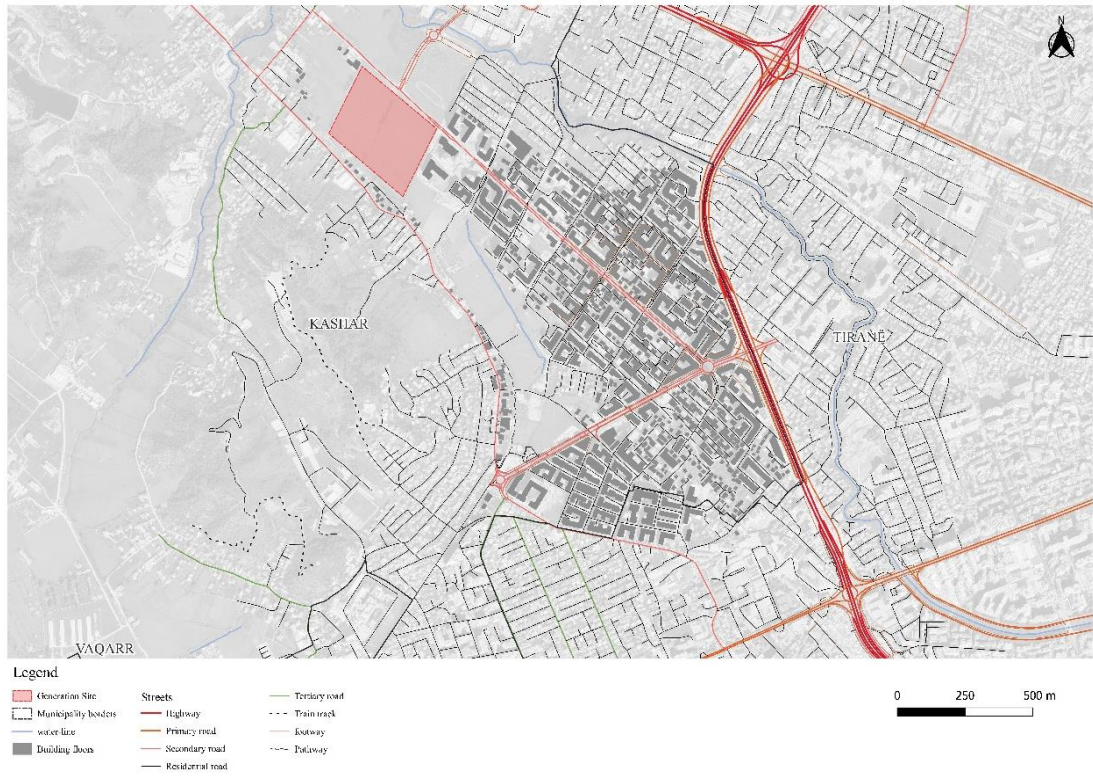 N
KASHAR
TIRANË
VAQARR
Legend
Generation Site
Municipality borders
water-line
Building floors
Streets
Highway
Primary road
Secondary road
Residential road
Tertiary road
Train track
footway
Pathway
0 250 500 m